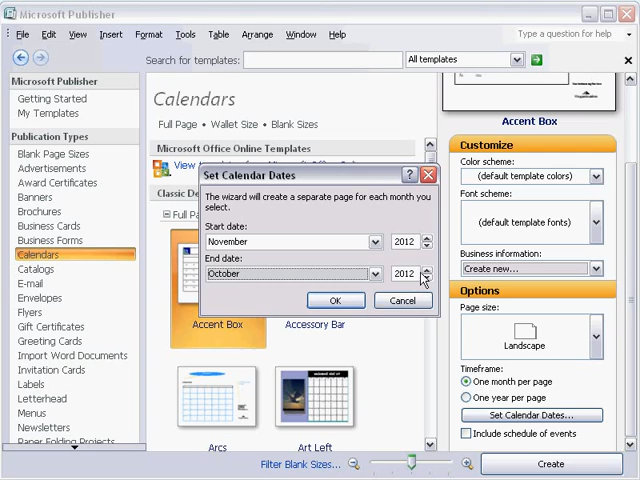 Microsoft Publisher
File Edit View Insert Format Tools Table Arrange Window Help
Type a question for help
Search for templates:
All templates
Microsoft Publisher
Getting Started
My Templates
Publication Types
Blank Page Sizes
Advertisements
Award Certificates
Banners
Brochures
Business Cards
Business Forms
Calendars
Catalogs
E-mail
Envelopes
Flyers
Gift Certificates
Greeting Cards
Import Word Documents
Invitation Cards
Labels
Letterhead
Menus
Newsletters
Paper Folding Projects
Calendars
Full Page • Wallet Size • Blank Sizes
Microsoft Office Online Templates
View
Classic De
Full Pa
Accent Box
Accessory Bar
Arcs
Art Left
Filter Blank Sizes...
Set Calendar Dates
The wizard will create a separate page for each month you
select.
Start date:
November
2012
End date:
October
2012
OK
Cancel
Accent Box
Customize
Color scheme:
(default template colors)
Font scheme:
(default template fonts)
Business information:
Create new...
Options
Page size:
Landscape
Timeframe:
One month per page
One year per page
Set Calendar Dates...
Include schedule of events
Create